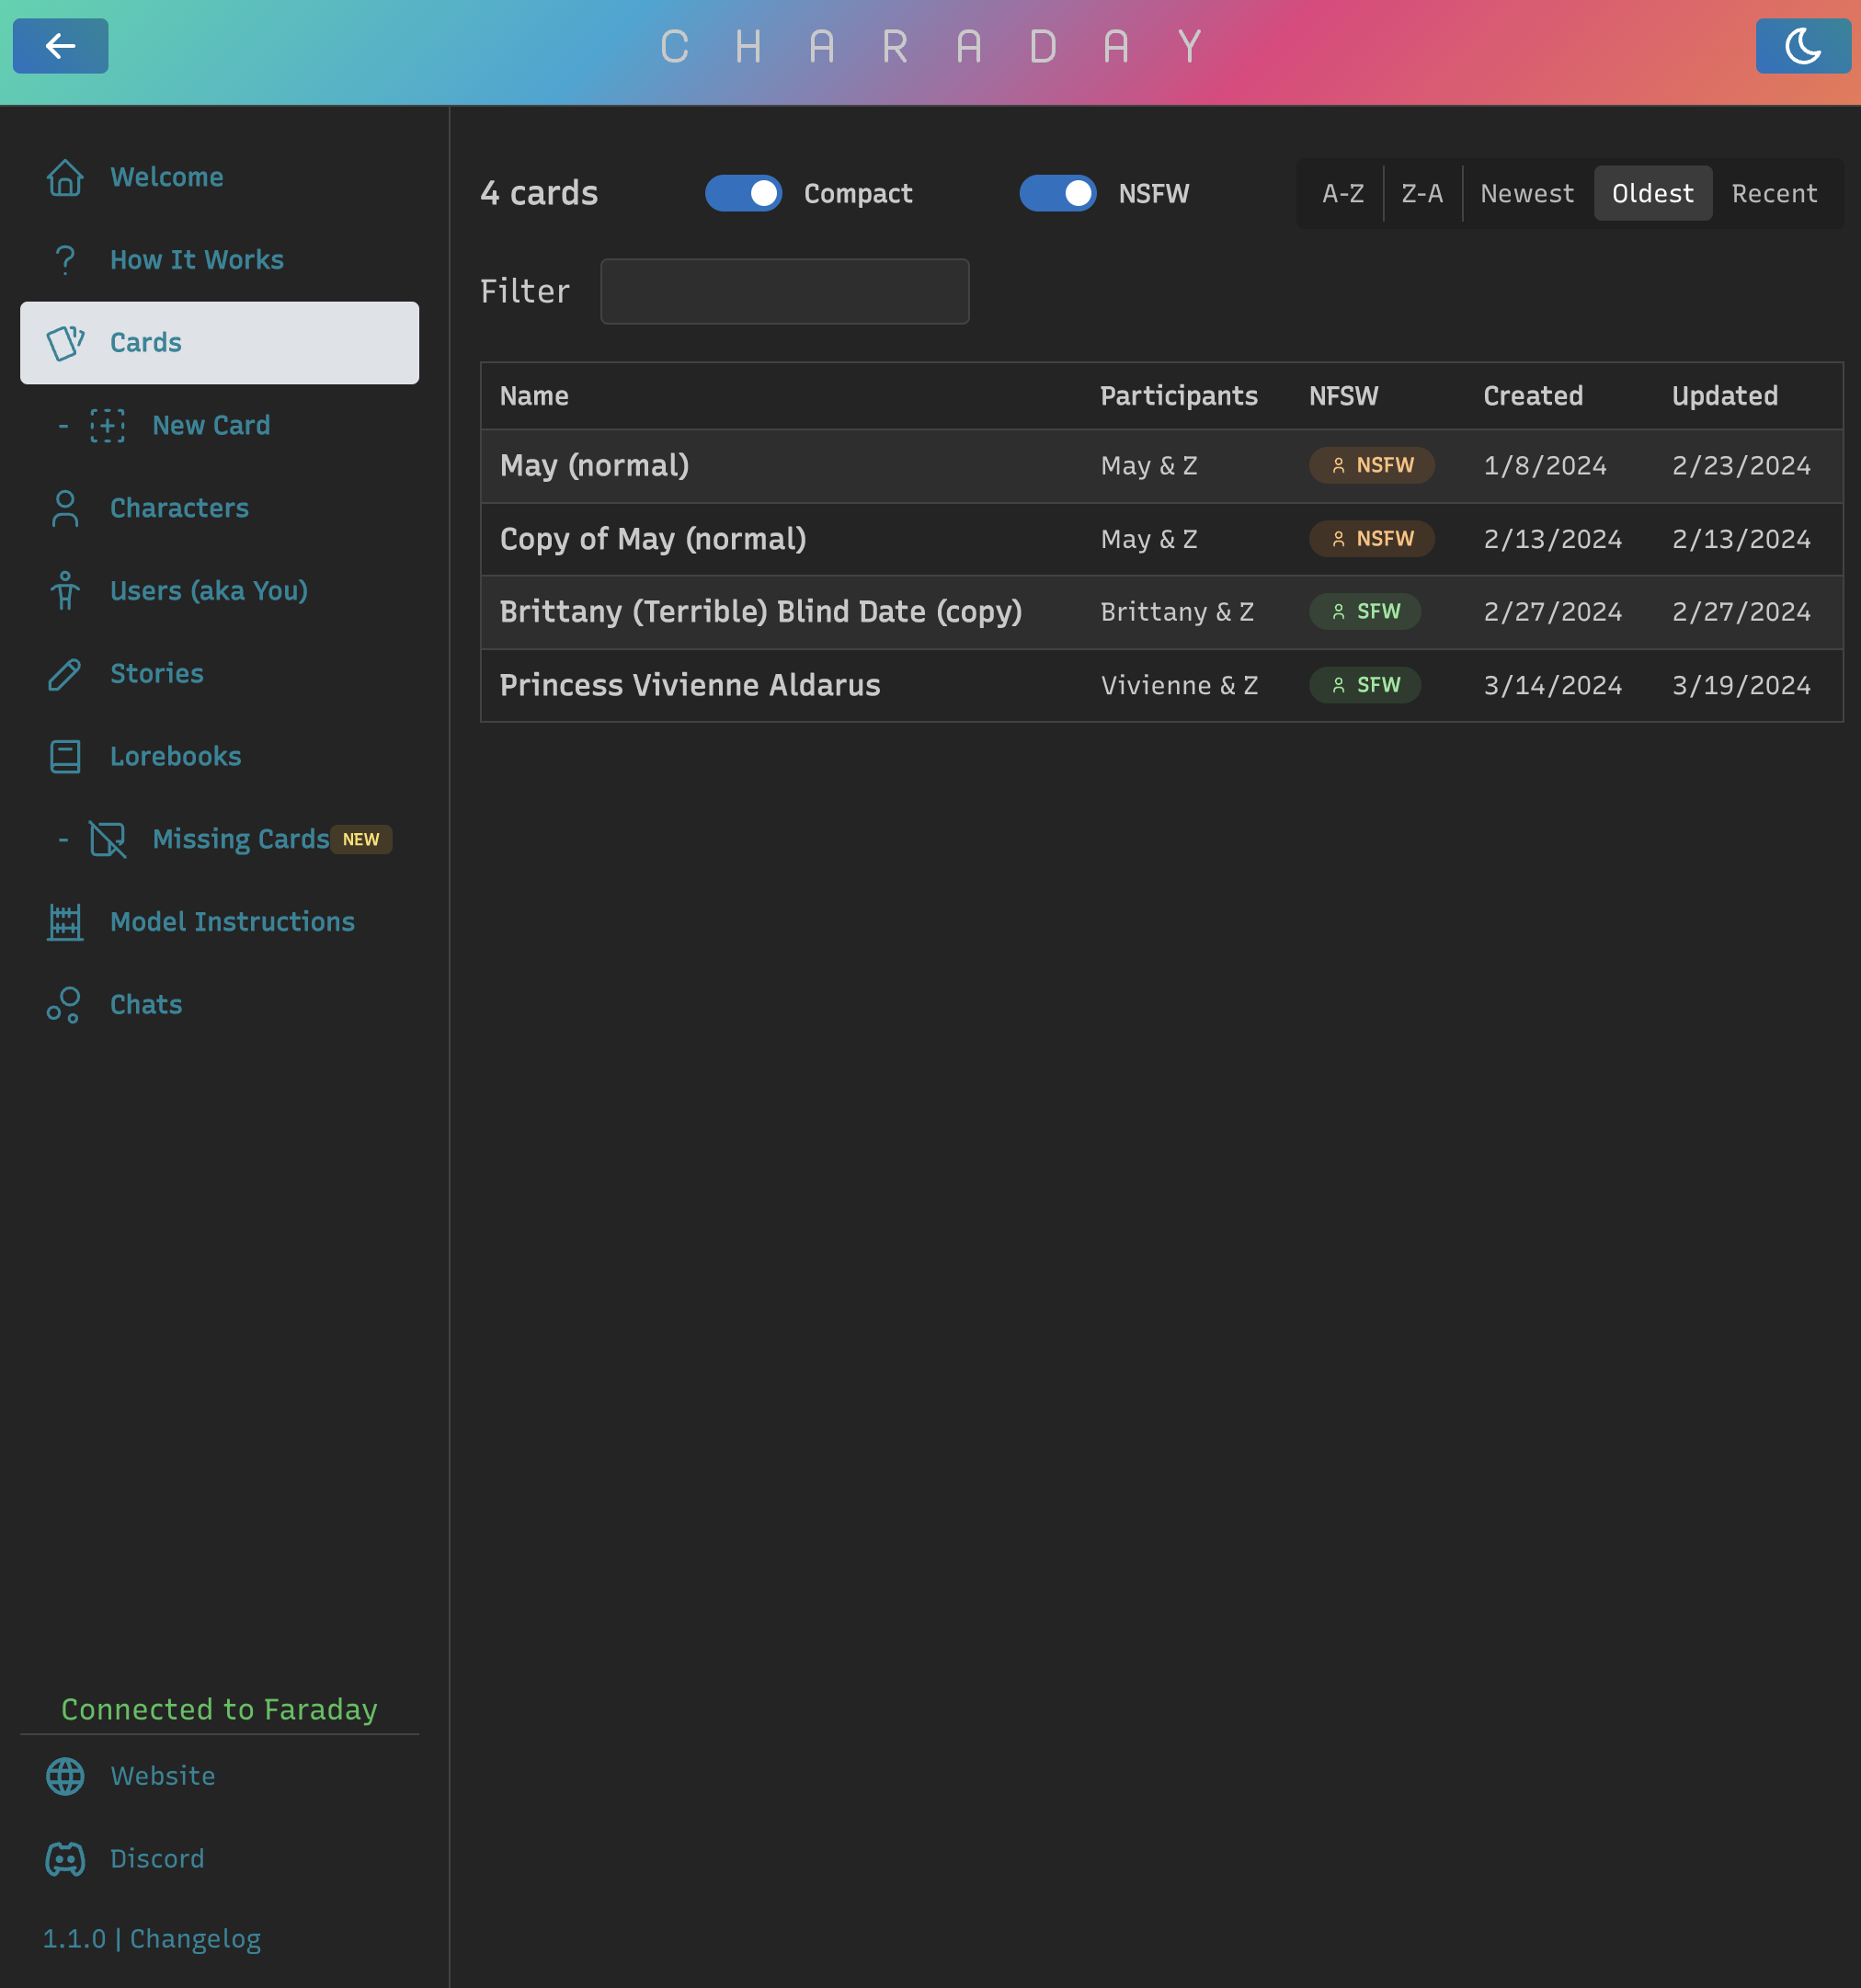 CHARADAY
Welcome
How It Works
Cards
- New Card
Characters
Users (aka You)
Stories
Lorebooks
- Missing Cards NEW
Model Instructions
Chats
Connected to Faraday
Website
Discord
1.1.0 | Changelog
4 cards Compact NSFW A-Z Z-A Newest Oldest Recent
Filter
Name Participants NFSW Created Updated
May (normal) May & Z NSFW 1/8/2024 2/23/2024
Copy of May (normal) May & Z NSFW 2/13/2024 2/13/2024
Brittany (Terrible) Blind Date (copy) Brittany & Z SFW 2/27/2024 2/27/2024
Princess Vivienne Aldarus Vivienne & Z SFW 3/14/2024 3/19/2024